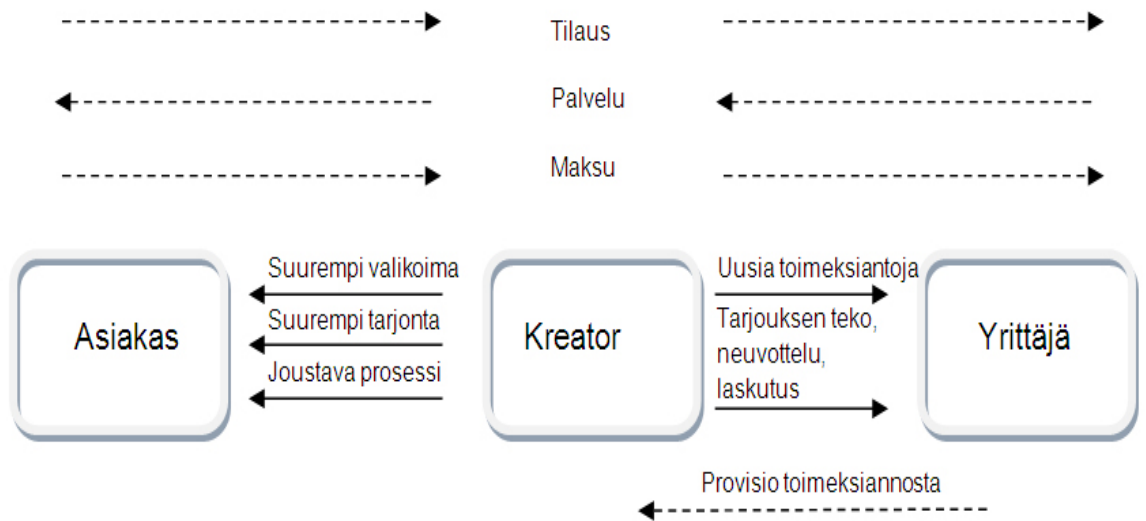 Tilaus
Palvelu
Maksu
Asiakas
Suurempi valikoima
Suurempi tarjonta
Joustava prosessi
Kreator
Uusia toimeksiantoja
Tarjouksen teko,
neuvottelu,
laskutus
Yrittäjä
Provisio toimeksiannosta